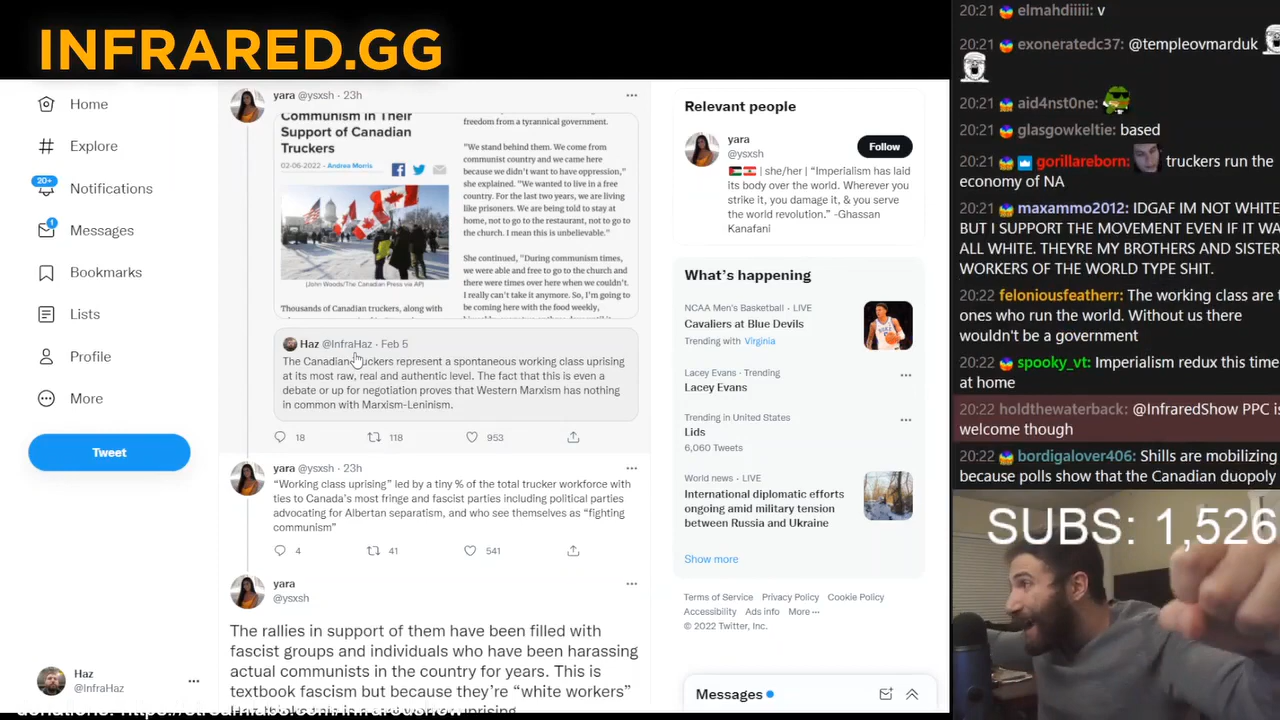 INFRARED.GG
Home
Explore
20+
Notifications
1
Messages
Bookmarks
Lists
Profile
More
Tweet
Haz
@InfraHaz
yara @ysxsh · 23h
Communism in Their
Support of Canadian
Truckers
02-06-2022 · Andrea Morris
(John Woods/The Canadian Press via AP)
Thousands of Canadian truckers, along with
freedom from a tyrannical government.
"We stand behind them. We come from
communist country and we came here
because we didn't want to have oppression,"
she explained. "We wanted to live in a free
country. For the last two years, we are living
like prisoners. We are being told to stay at
home, not to go to the restaurant, not to go to
the church. I mean this is unbelievable."
She continued, "During communism times,
we were able and free to go to the church and
there were times over here when we couldn't.
I really can't take it anymore. So, I'm going to
be coming here with the food weekly,
Haz @InfraHaz · Feb 5
The Canadian truckers represent a spontaneous working class uprising
at its most raw, real and authentic level. The fact that this is even a
debate or up for negotiation proves that Western Marxism has nothing
in common with Marxism-Leninism.
18 118 953
yara @ysxsh · 23h
“Working class uprising” led by a tiny % of the total trucker workforce with
ties to Canada’s most fringe and fascist parties including political parties
advocating for Albertan separatism, and who see themselves as “fighting
communism”
4 41 541
yara
@ysxsh
The rallies in support of them have been filled with
fascist groups and individuals who have been harassing
actual communists in the country for years. This is
textbook fascism but because they’re “white workers”
Relevant people
yara
@ysxsh
Follow
| she/her | “Imperialism has laid
its body over the world. Wherever you
strike it, you damage it, & you serve
the world revolution.” -Ghassan
Kanafani
What’s happening
NCAA Men's Basketball · LIVE
Cavaliers at Blue Devils
Trending with Virginia
Lacey Evans · Trending
Lacey Evans
Trending in United States
Lids
6,060 Tweets
World news · LIVE
International diplomatic efforts
ongoing amid military tension
between Russia and Ukraine
Show more
Terms of Service Privacy Policy Cookie Policy
Accessibility Ads info More
© 2022 Twitter, Inc.
Messages
20:21 elmahdiiiii: v
20:21 exoneratedc37: @templeovmarduk
20:21 aid4nst0ne:
20:21 glasgowkeltie: based
20:21 gorillareborn: truckers run the
economy of NA
20:21 maxammo2012: IDGAF IM NOT WHITE
BUT I SUPPORT THE MOVEMENT EVEN IF IT WA
ALL WHITE. THEYRE MY BROTHERS AND SISTER
WORKERS OF THE WORLD TYPE SHIT.
20:22 feloniousfeatherr: The working class are t
ones who run the world. Without us there
wouldn't be a government
20:22 spooky_vt: Imperialism redux this time
at home
20:22 holdthewaterback: @InfraredShow PPC is
welcome though
20:22 bordigalover406: Shills are mobilizing
because polls show that the Canadian duopoly
SUBS: 1,526